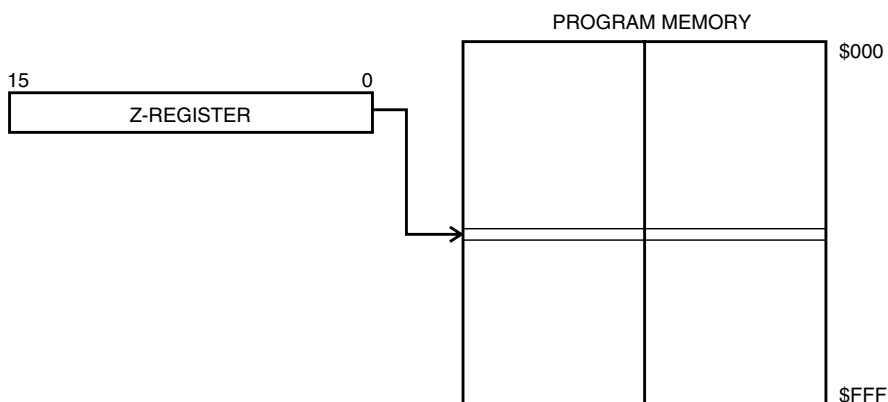 PROGRAM MEMORY
$000
15 0
Z-REGISTER
$FFF